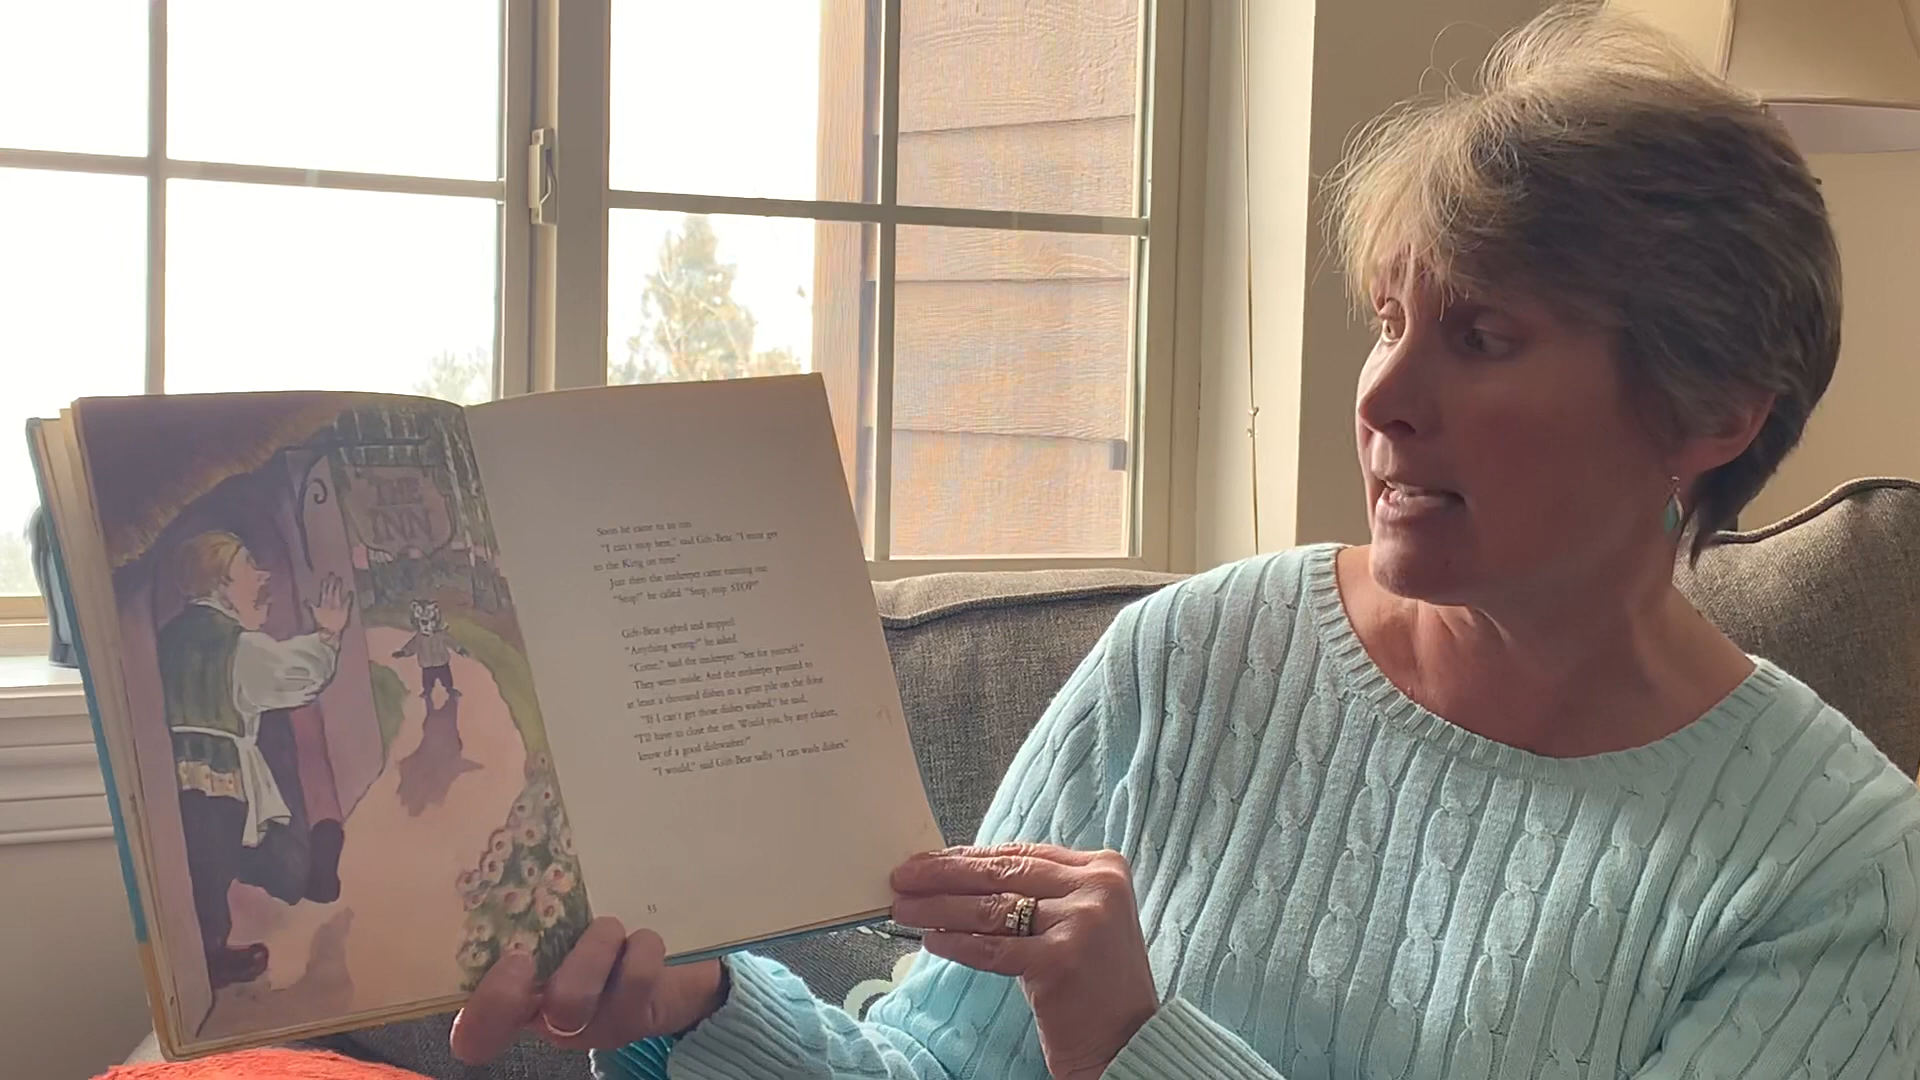 THE
INN
Soon he came to an inn.
"I can't stop here," said Gift-Bear. "I must get
to the King on time."
Just then the innkeeper came running out.
"Stop!" he called. "Stop, stop, STOP!"
Gift-Bear sighed and stopped.
"Anything wrong?" he asked.
"Come," said the innkeeper. "See for yourself."
They went inside. And the innkeeper pointed to
at least a thousand dishes in a great pile on the floor.
"If I can't get those dishes washed," he said,
"I'll have to close the inn. Would you, by any chance,
know of a good dishwasher?"
"I would," said Gift-Bear sadly. "I can wash dishes."
33